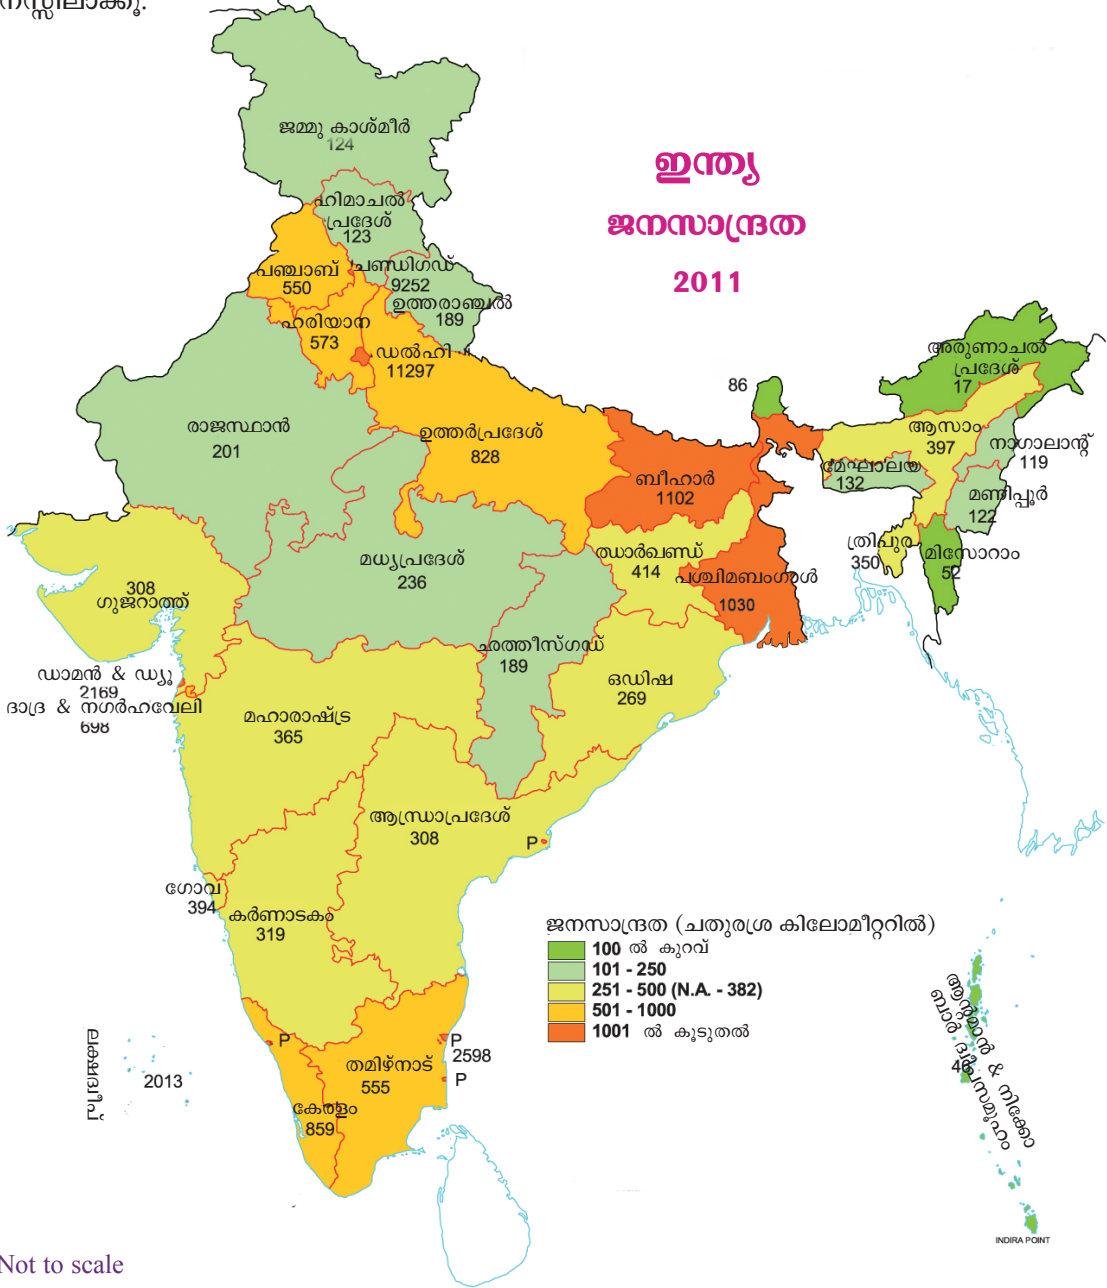 ഇന്ത്യ
ജനസാന്ദ്രത
2011
ജമ്മു കാശ്മീർ
124
ഹിമാചൽ
പ്രദേശ്
123
പഞ്ചാബ്
550
ചണ്ഡിഗഡ്
9252
ഉത്തരാഞ്ചൽ
189
ഹരിയാന
573
ഡൽഹി
11297
രാജസ്ഥാൻ
201
ഉത്തർപ്രദേശ്
828
86
അരുണാചൽ
പ്രദേശ്
17
ആസാം
397
നാഗാലാന്റ്
119
മേഘാലയ
132
മണിപ്പൂർ
122
ബീഹാർ
1102
ത്രിപുര
350
മിസോറാം
52
ഝാർഖണ്ഡ്
414
പശ്ചിമബംഗാൾ
1030
മധ്യപ്രദേശ്
236
308
ഗുജറാത്ത്
ഛത്തീസ്ഗഡ്
189
ഒഡിഷ
269
ഡാമൻ & ഡ്യൂ
2169
ദാദ്ര & നഗർഹവേലി
698
മഹാരാഷ്ട്ര
365
ആന്ധ്രാപ്രദേശ്
308
P
ഗോവ
394
കർണാടകം
319
ജനസാന്ദ്രത (ചതുരശ്ര കിലോമീറ്ററിൽ)
100 ൽ കുറവ്
101 - 250
251 - 500 (N.A. - 382)
501 - 1000
1001 ൽ കൂടുതൽ
ആന്റമാൻ & നിക്കോ
ബാർ ദ്വീപസമൂഹം
46
P
P
2598
P
തമിഴ്നാട്
555
കേരളം
859
ലക്ഷദ്വീപ്
2013
INDIRA POINT
Not to scale